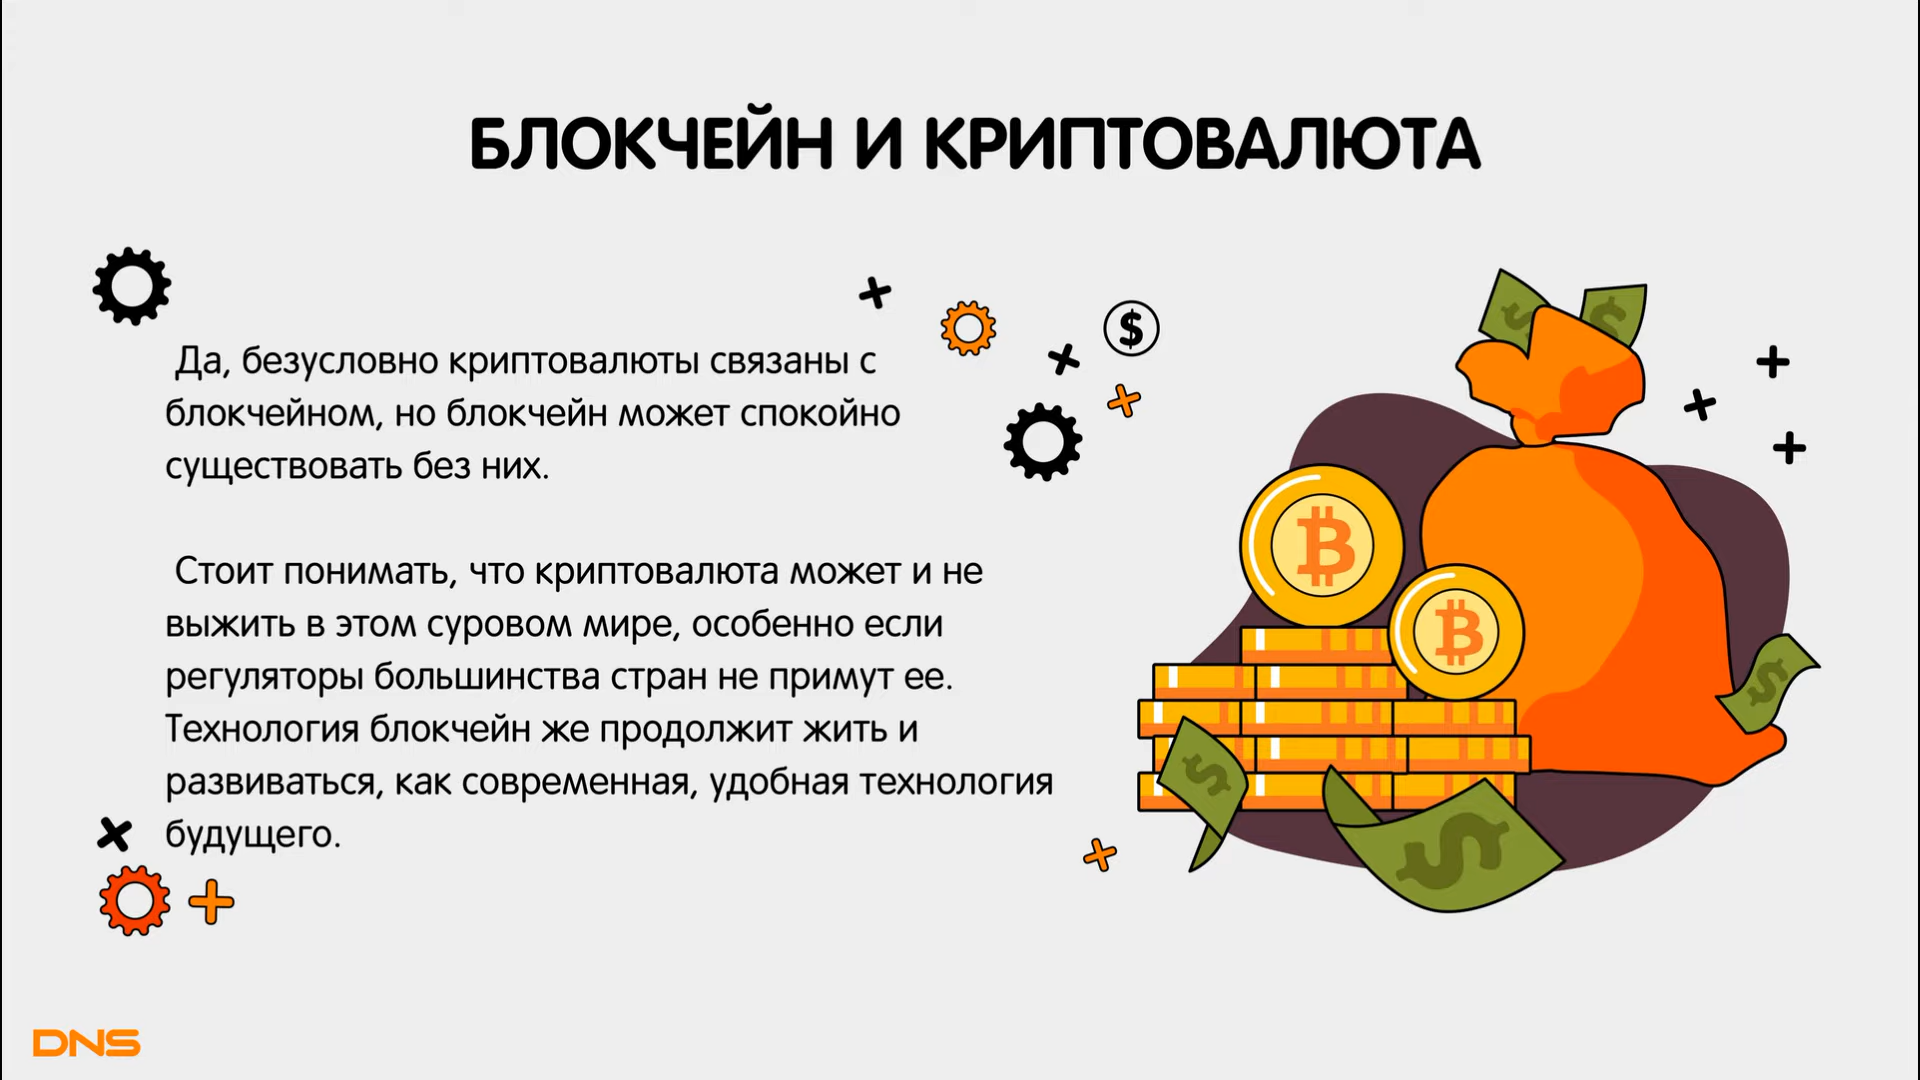 БЛОКЧЕЙН И КРИПТОВАЛЮТА
Да, безусловно криптовалюты связаны с
блокчейном, но блокчейн может спокойно
существовать без них.
Стоит понимать, что криптовалюта может и не
выжить в этом суровом мире, особенно если
регуляторы большинства стран не примут ее.
Технология блокчейн же продолжит жить и
развиваться, как современная, удобная технология
будущего.
DNS